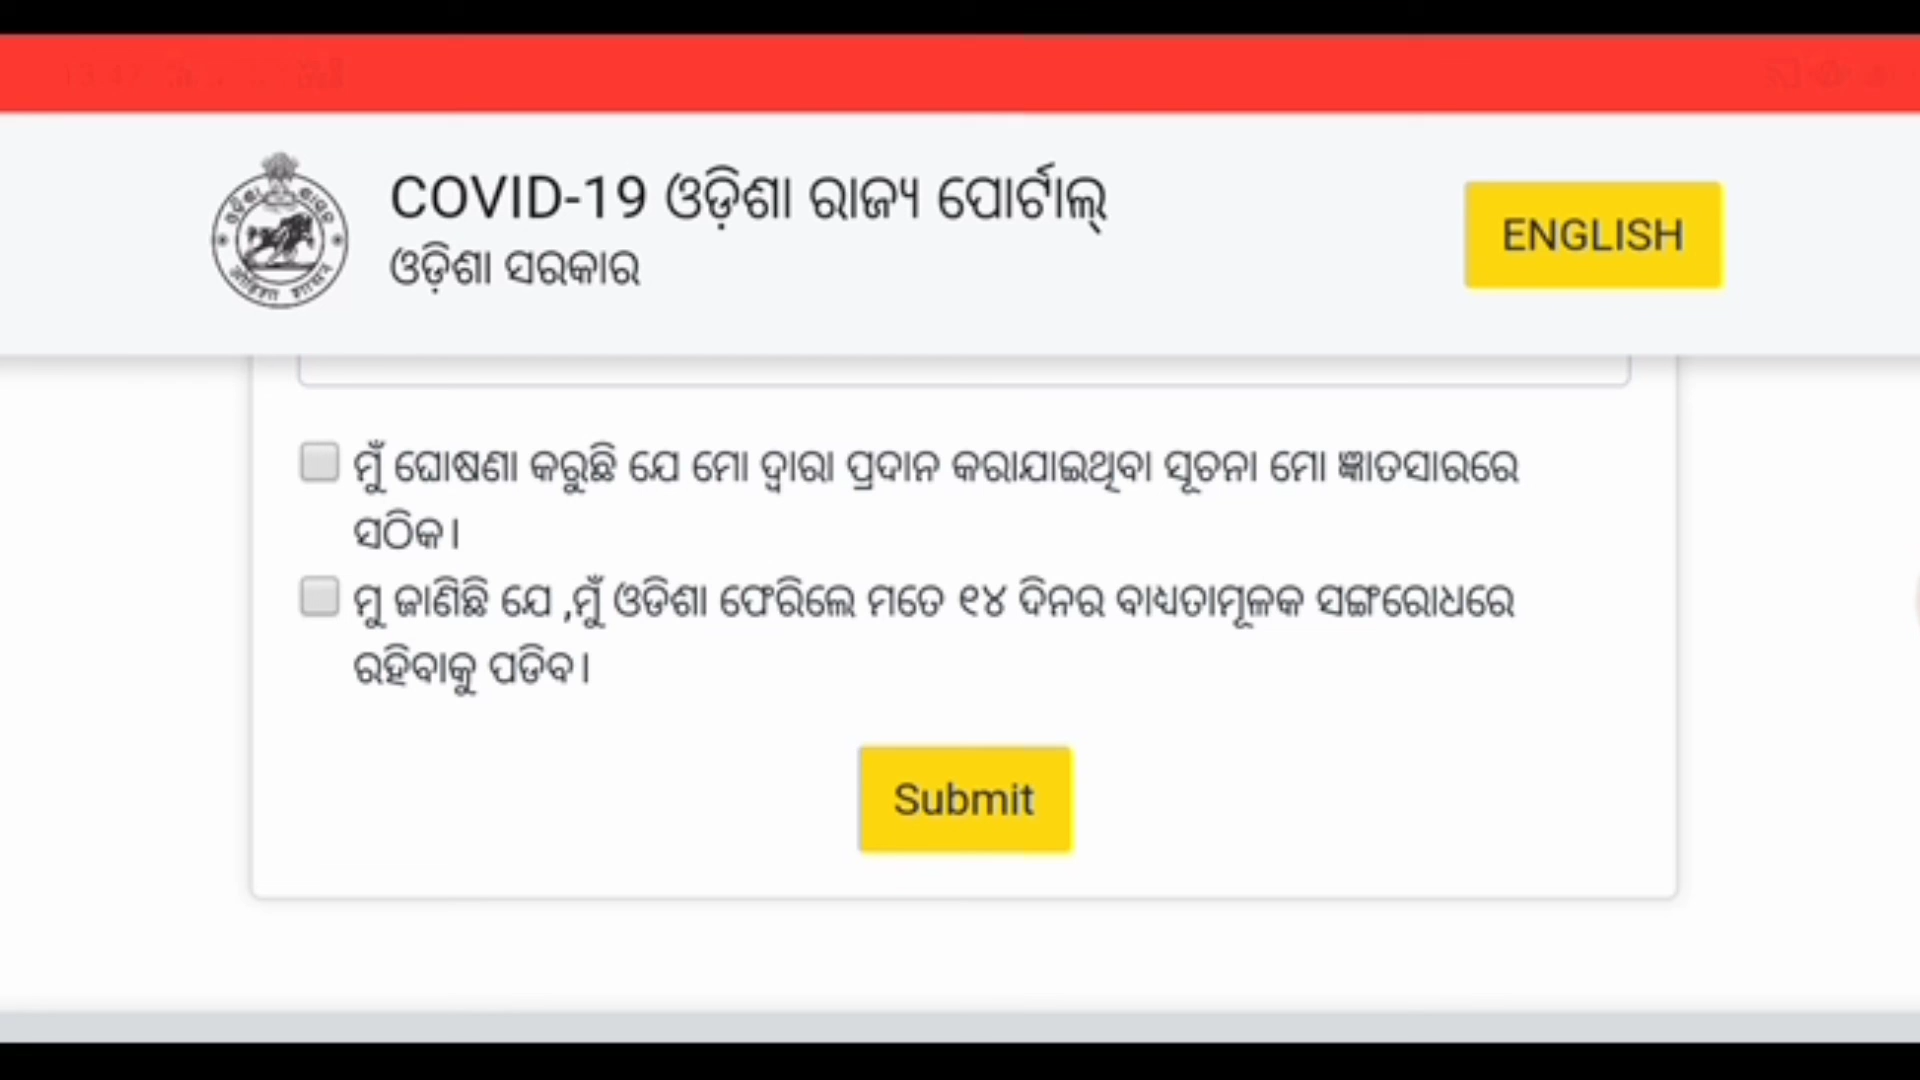 COVID-19 ଓଡ଼ିଶା ରାଜ୍ୟ ପୋର୍ଟାଲ୍
ଓଡ଼ିଶା ସରକାର
ENGLISH
ମୁଁ ଘୋଷଣା କରୁଛି ଯେ ମୋ ଦ୍ୱାରା ପ୍ରଦାନ କରାଯାଇଥିବା ସୂଚନା ମୋ ଜ୍ଞାତସାରରେ
ସଠିକ।
ମୁ ଜାଣିଛି ଯେ ,ମୁଁ ଓଡିଶା ଫେରିଲେ ମତେ ୧୪ ଦିନର ବାଧ୍ୟତାମୂଳକ ସଙ୍ଗରୋଧରେ
ରହିବାକୁ ପଡିବ।
Submit